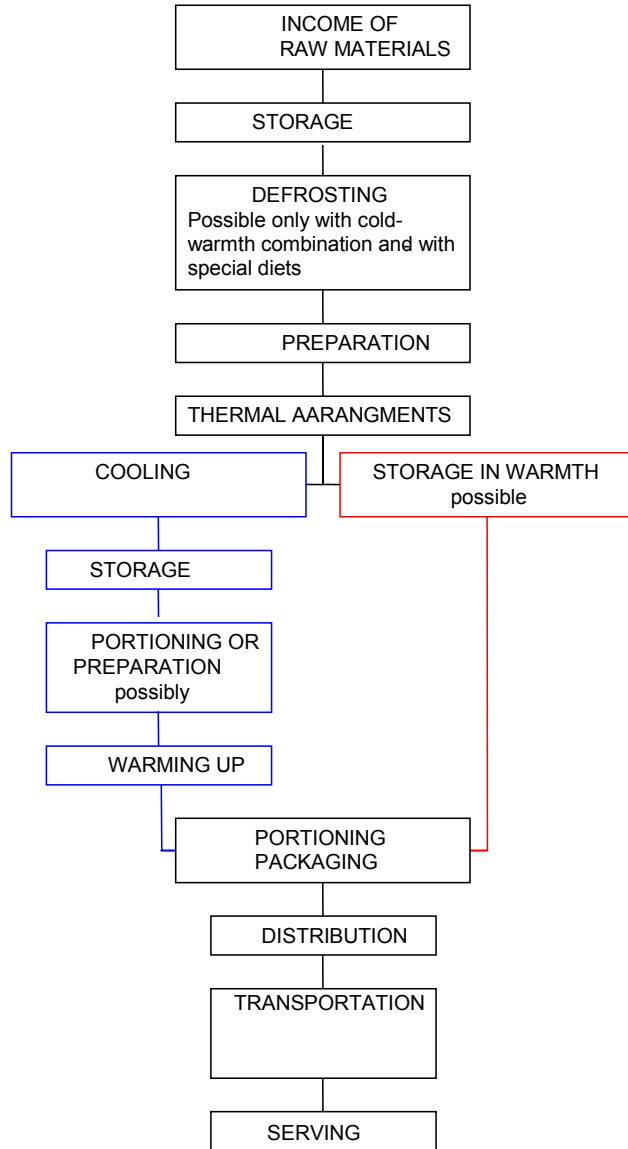 INCOME OF
RAW MATERIALS
STORAGE
DEFROSTING
Possible only with cold-
warmth combination and with
special diets
PREPARATION
THERMAL AARANGMENTS
COOLING
STORAGE IN WARMTH
possible
STORAGE
PORTIONING OR
PREPARATION
possibly
WARMING UP
PORTIONING
PACKAGING
DISTRIBUTION
TRANSPORTATION
SERVING